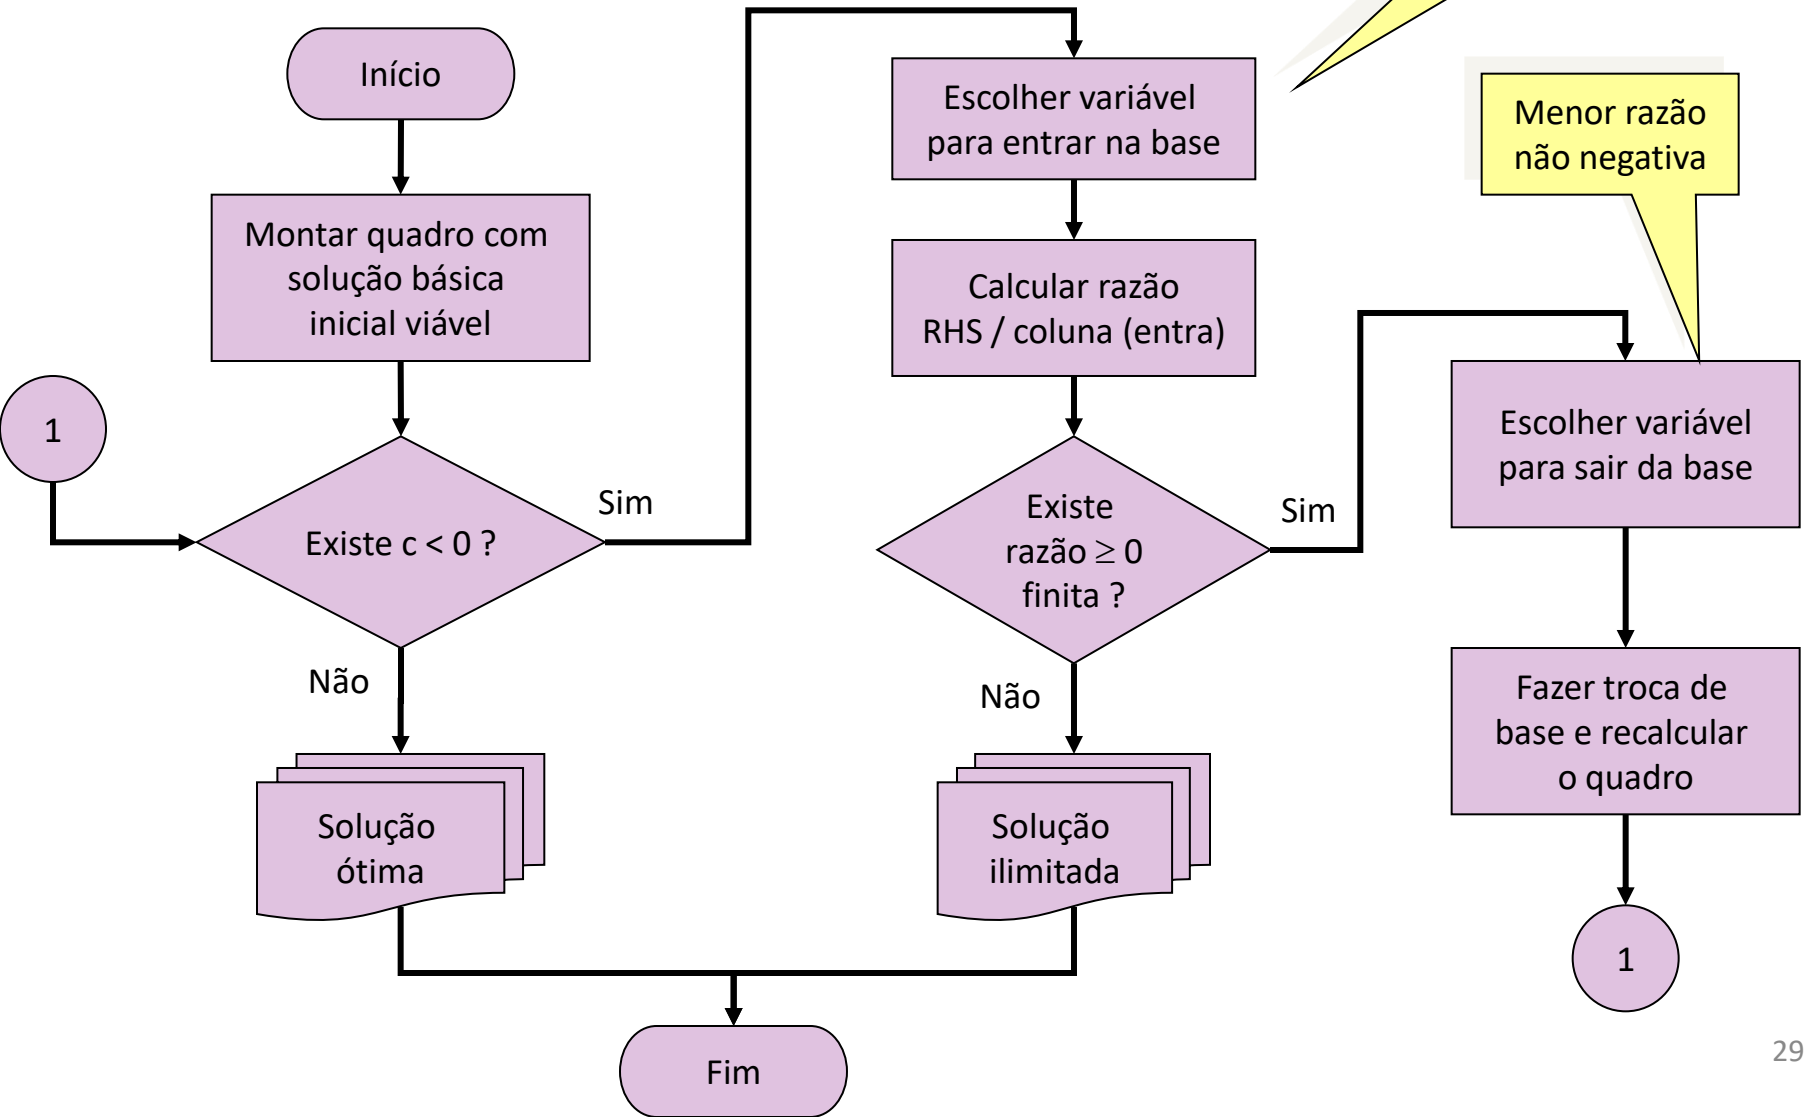 Início
Montar quadro com
solução básica
inicial viável
1
Existe c < 0 ?
Sim
Não
Solução
ótima
Escolher variável
para entrar na base
Calcular razão
RHS / coluna (entra)
Existe
razão ≥ 0
finita ?
Sim
Não
Solução
ilimitada
Menor razão
não negativa
Escolher variável
para sair da base
Fazer troca de
base e recalcular
o quadro
1
Fim
29